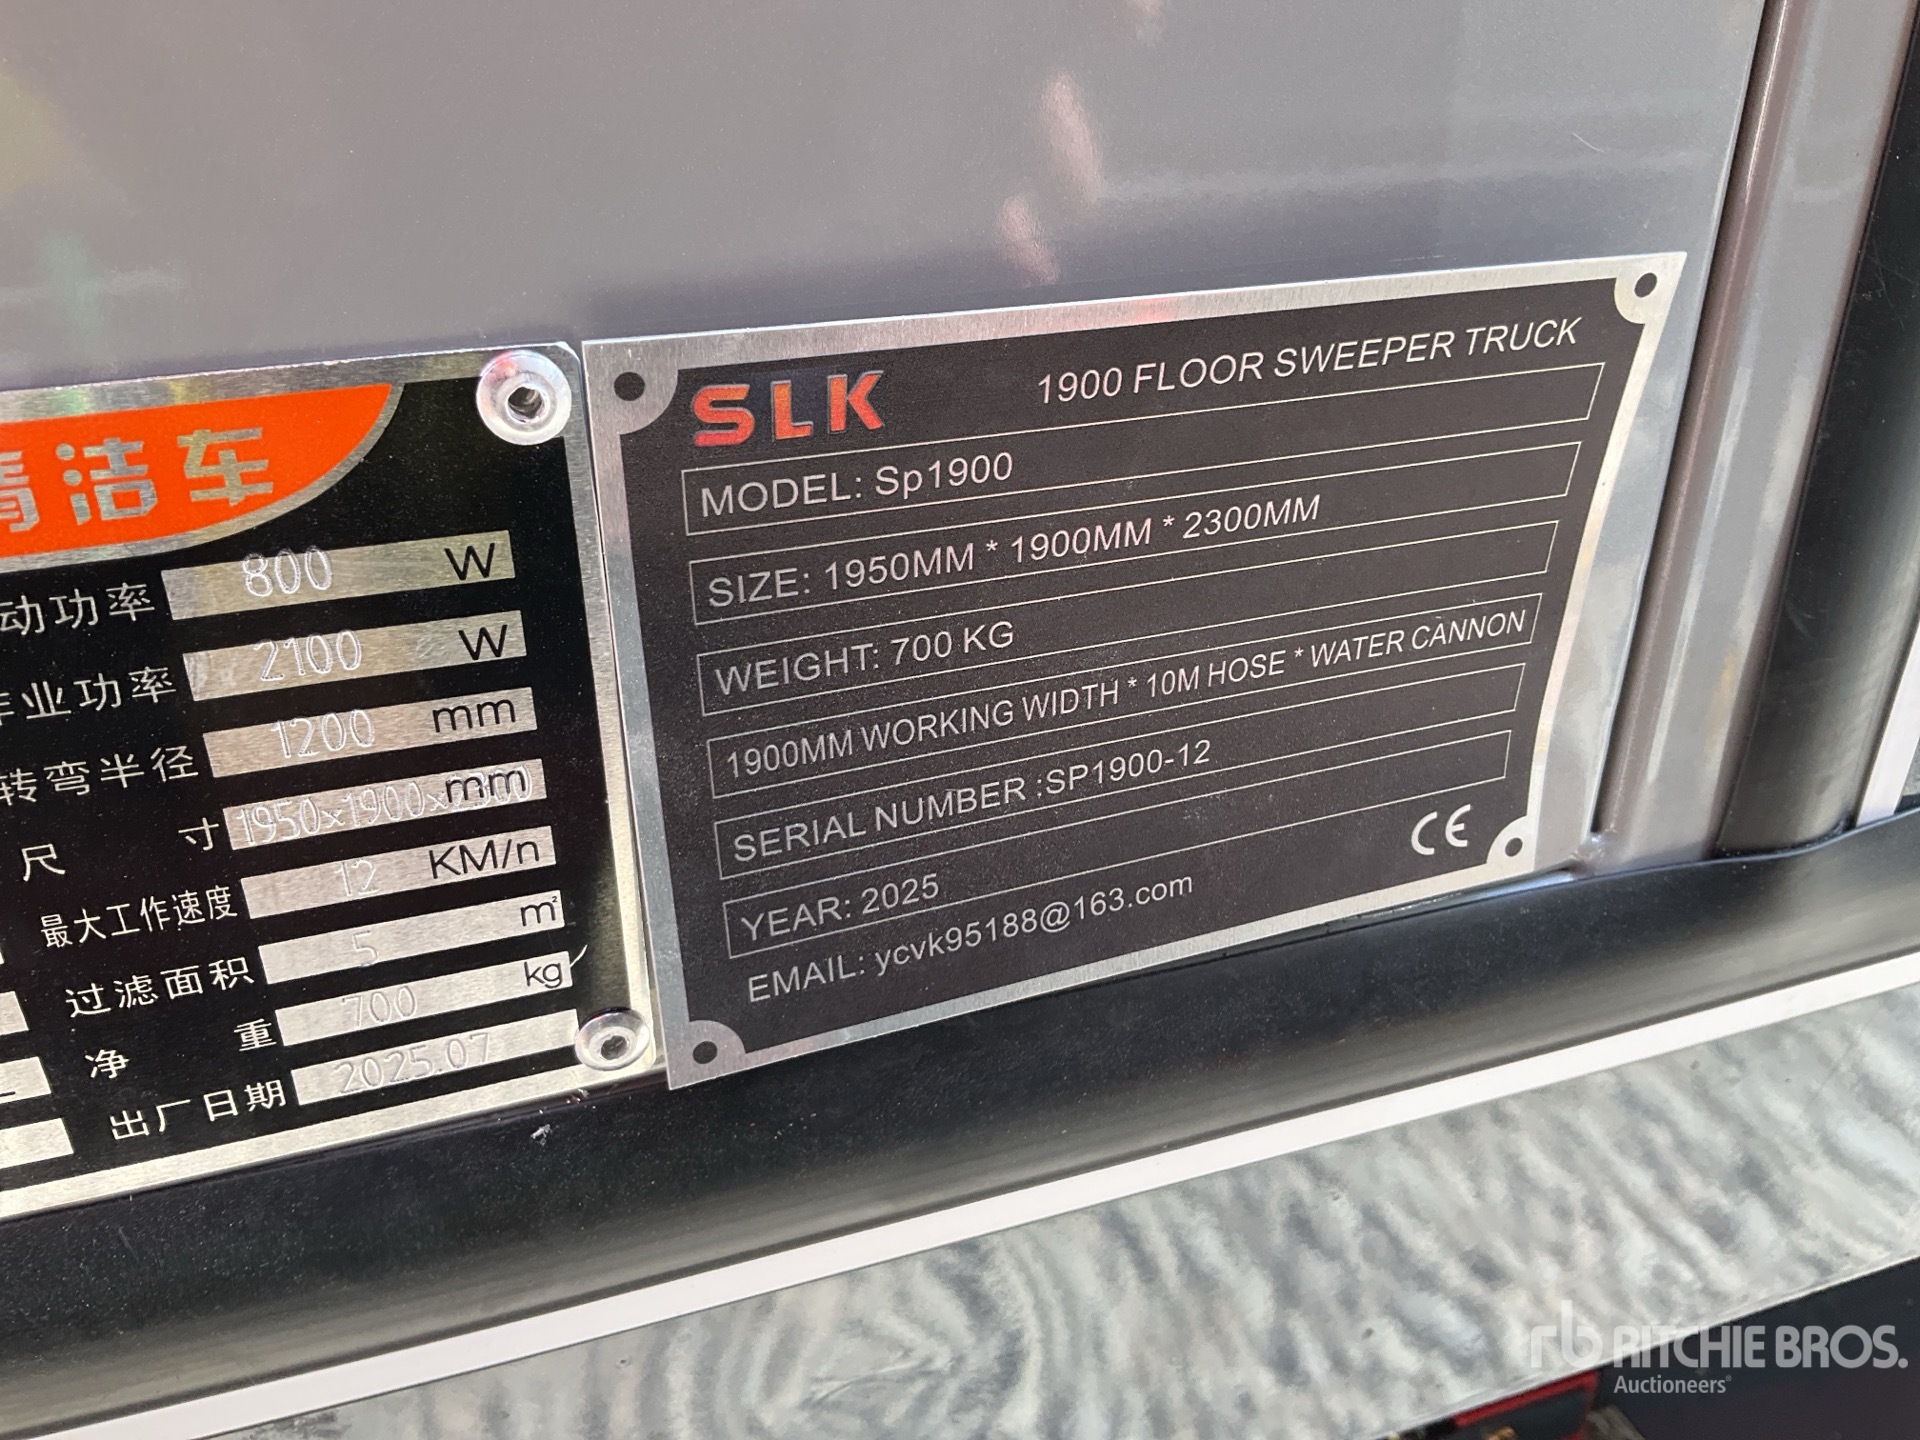 清洁车
动功率 800 W
作业功率 2100 W
转弯半径 1200 mm
尺 寸 1950x1900x2300 mm
最大工作速度 12 KM/n
过滤面积 5 m²
净 重 700 kg
出厂日期 2025.07
SLK 1900 FLOOR SWEEPER TRUCK
MODEL: Sp1900
SIZE: 1950MM * 1900MM * 2300MM
WEIGHT: 700 KG
1900MM WORKING WIDTH * 10M HOSE * WATER CANNON
SERIAL NUMBER :SP1900-12
YEAR: 2025
CE
EMAIL: ycvk95188@163.com
rb RITCHIE BROS.
Auctioneers